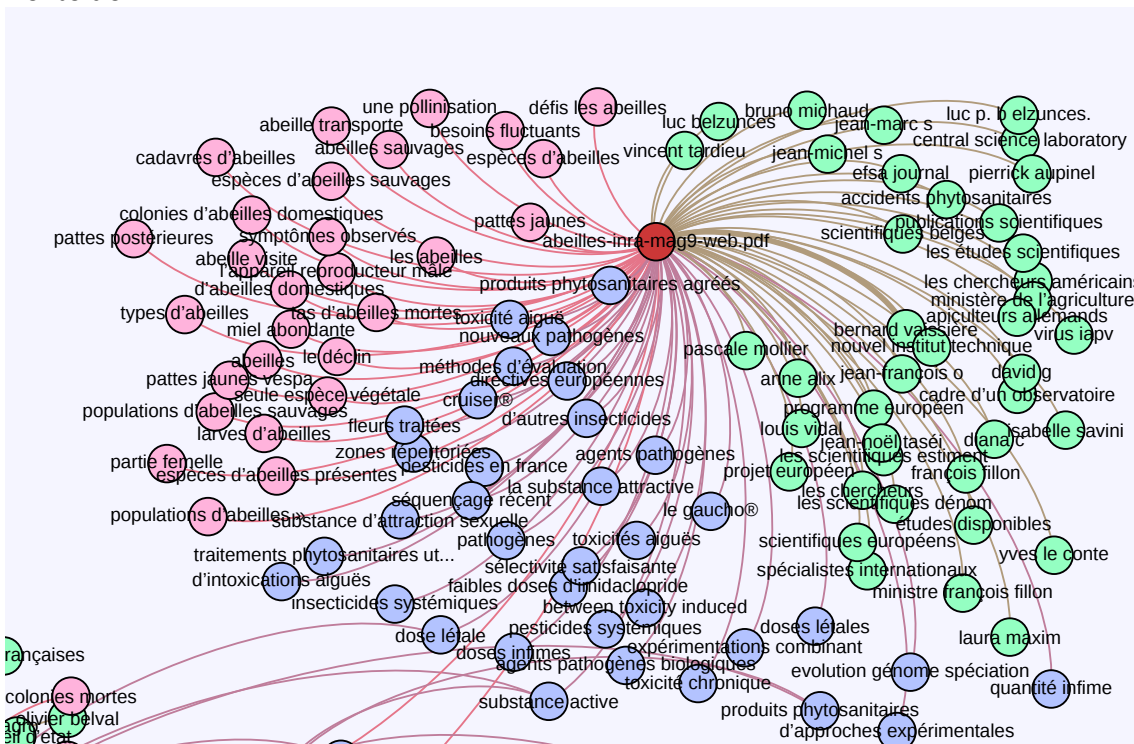 une pollinisation
défis les abeilles
bruno michaud
luc p. b elzunces.
abeille transporte
besoins fluctuants
luc belzunces
jean-marc s
central science laboratory
abeilles sauvages
cadavres d'abeilles
espèces d'abeilles
vincent tardieu
jean-michel s
efsa journal
pierrick aupinel
espèces d'abeilles sauvages
accidents phytosanitaires
colonies d'abeilles domestiques
pattes jaunes
publications scientifiques
pattes postérieures
symptômes observés
abeilles-inra-mag9-web.pdf
scientifiques belges
les études scientifiques
abeille visite
les abeilles
l'appareil reproducteur mâle
d'abeilles domestiques
produits phytosanitaires agréés
les chercheurs américains
ministère de l'agriculture
types d'abeilles
tas d'abeilles mortes
toxicité aiguë
apiculteurs allemands
miel abondante
nouveaux pathogènes
bernard vaissière
virus iapv
abeilles
le déclin
pascale mollier
nouvel institut technique
méthodes d'évaluation
pattes jaunes vespa
directives européennes
anne alix
jean-françois o
david g
seule espèce végétale
cruiser®
cadre d'un observatoire
populations d'abeilles sauvages
d'autres insecticides
programme européen
larves d'abeilles
fleurs traitées
louis vidal
jean-noël taséi
diana c
isabelle savini
zones répertoriées
agents pathogènes
les scientifiques estiment
partie femelle
espèces d'abeilles présentes
pesticides en france
projet européen
françois fillon
la substance attractive
les chercheurs
séquençage récent
les scientifiques dénom
populations d'abeilles »
substance d'attraction sexuelle
le gaucho®
études disponibles
pathogènes
toxicités aiguës
scientifiques européens
traitements phytosanitaires ut...
yves le conte
sélectivité satisfaisante
spécialistes internationaux
d'intoxications aiguës
faibles doses d'imidaclopride
ministre françois fillon
insecticides systémiques
between toxicity induced
dose létale
pesticides systémiques
doses létales
laura maxim
doses infimes
expérimentations combinant
rançaises
agents pathogènes biologiques
evolution génome spéciation
toxicité chronique
quantité infime
colonies mortes
substance active
produits phytosanitaires
olivier belval
d'approches expérimentales
eil d'état